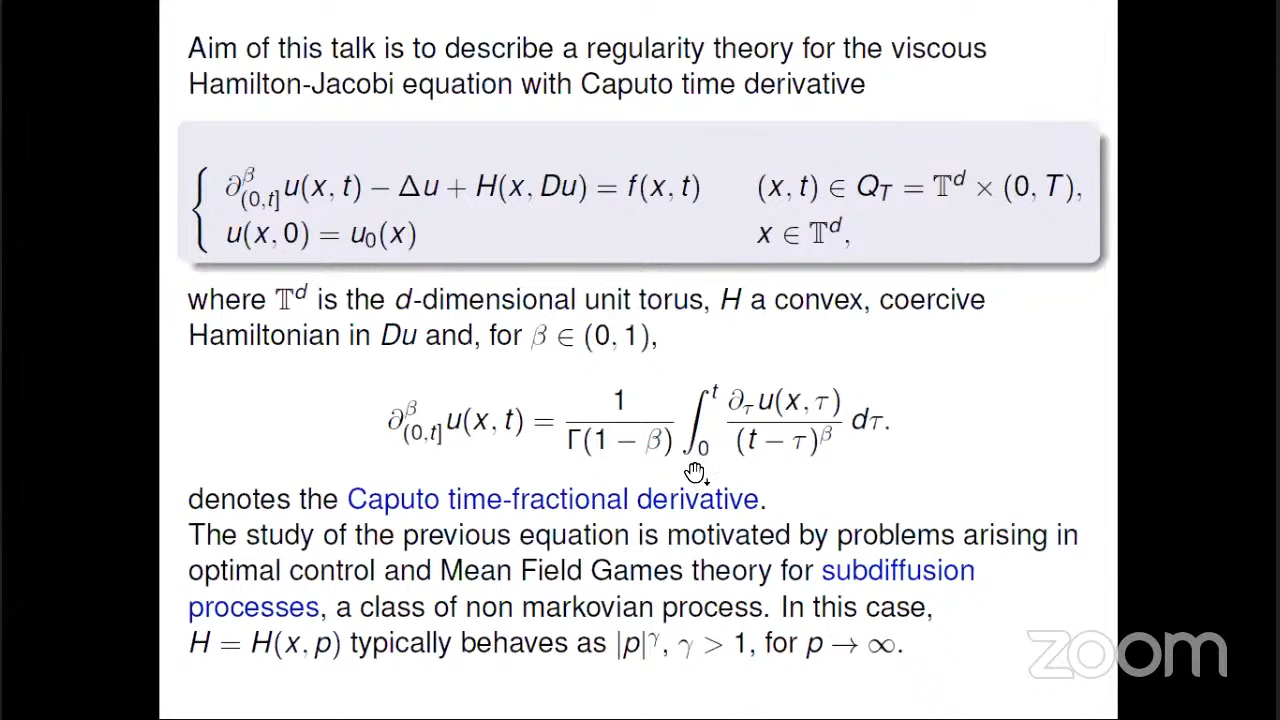 Aim of this talk is to describe a regularity theory for the viscous
Hamilton-Jacobi equation with Caputo time derivative
{ ∂^β_{(0,t]} u(x, t) − Δu + H(x, Du) = f(x, t) (x, t) ∈ Q_T = 𝕋^d × (0, T),
u(x, 0) = u_0(x) x ∈ 𝕋^d,
where 𝕋^d is the d-dimensional unit torus, H a convex, coercive
Hamiltonian in Du and, for β ∈ (0, 1),
∂^β_{(0,t]} u(x, t) = \frac{1}{Γ(1 − β)} ∫_0^t \frac{∂_τ u(x, τ)}{(t − τ)^β} dτ.
denotes the Caputo time-fractional derivative.
The study of the previous equation is motivated by problems arising in
optimal control and Mean Field Games theory for subdiffusion
processes, a class of non markovian process. In this case,
H = H(x, p) typically behaves as |p|^γ, γ > 1, for p → ∞.
zoom